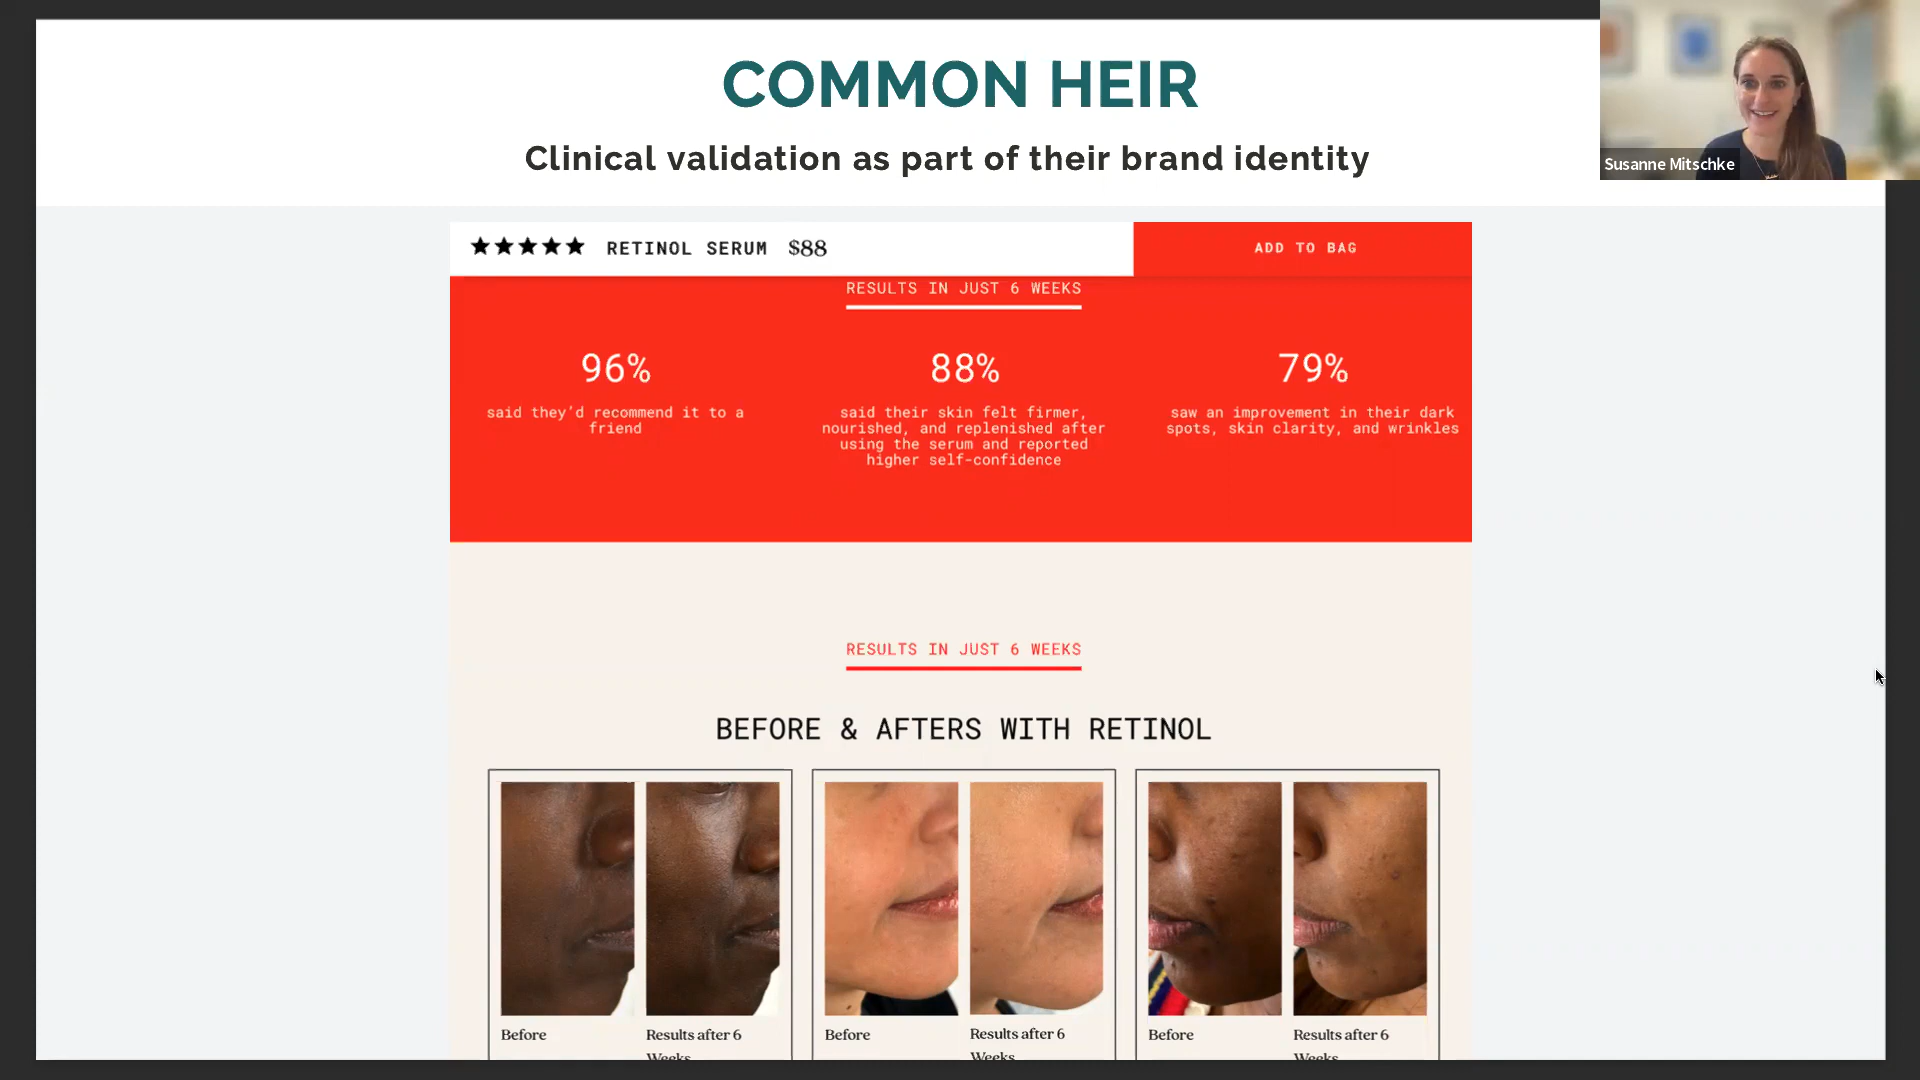 COMMON HEIR
Clinical validation as part of their brand identity
Susanne Mitschke
★★★★★ RETINOL SERUM $88
ADD TO BAG
RESULTS IN JUST 6 WEEKS
96%
said they’d recommend it to a
friend
88%
said their skin felt firmer,
nourished, and replenished after
using the serum and reported
higher self-confidence
79%
saw an improvement in their dark
spots, skin clarity, and wrinkles
RESULTS IN JUST 6 WEEKS
BEFORE & AFTERS WITH RETINOL
Before
Results after 6
Weeks
Before
Results after 6
Weeks
Before
Results after 6
Weeks